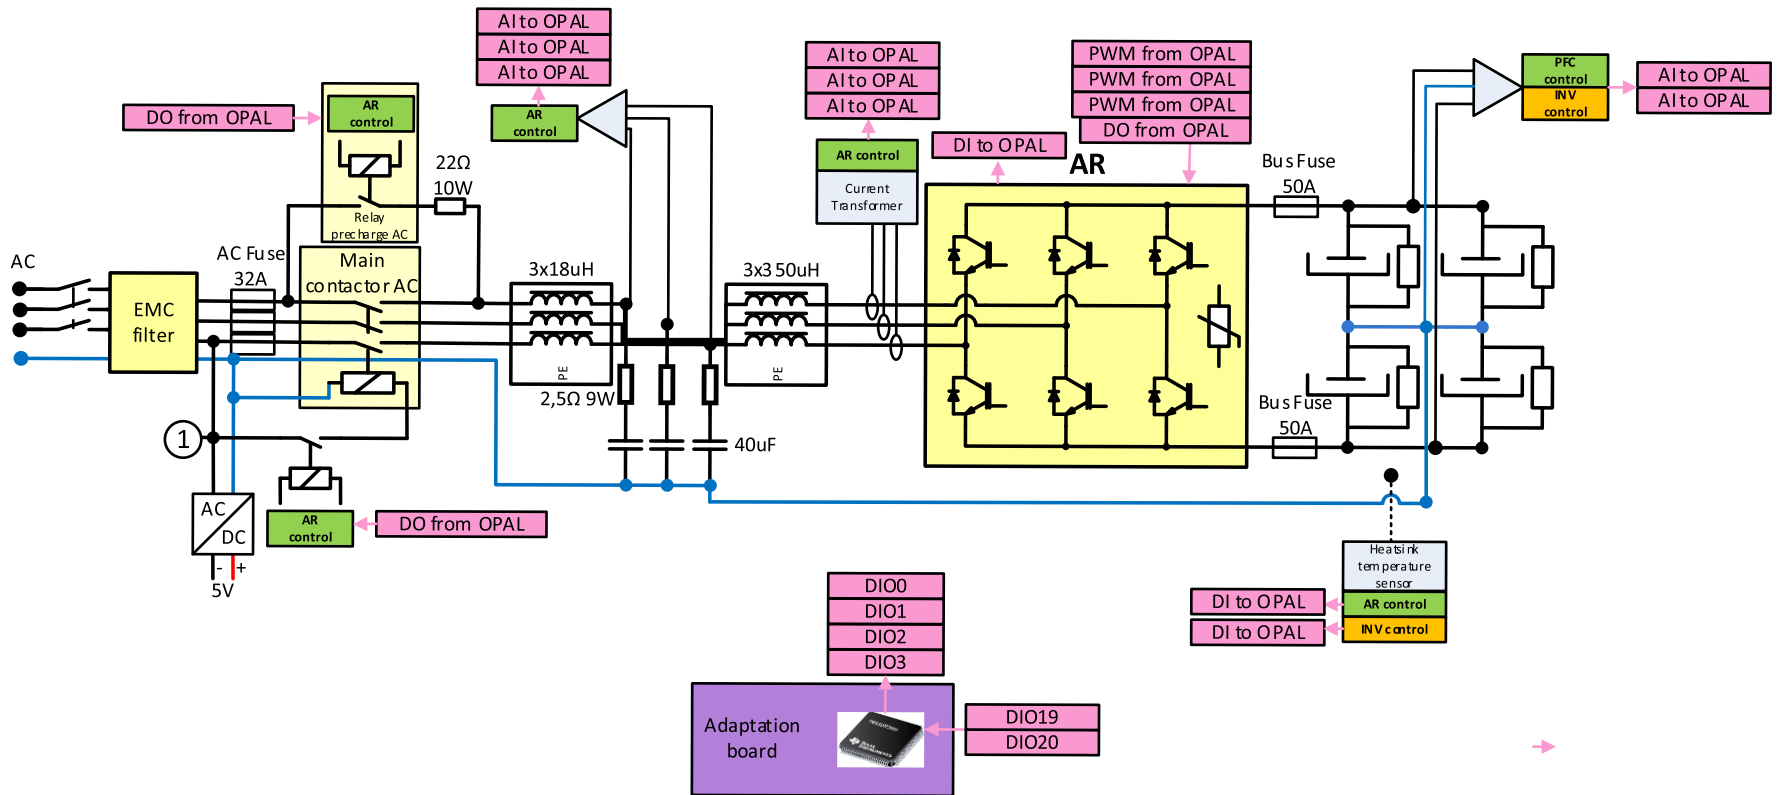 AI to OPAL
AI to OPAL
AI to OPAL
AI to OPAL
AI to OPAL
AI to OPAL
PWM from OPAL
PWM from OPAL
PWM from OPAL
DO from OPAL
PFC
control
INV
control
AI to OPAL
AI to OPAL
DO from OPAL
AR
control
AR
control
AR control
Current
Transformer
DI to OPAL
AR
Bus Fuse
50A
22Ω
10W
Relay
precharge AC
AC
AC Fuse
32A
Main
contactor AC
EMC
filter
3x18uH
PE
3x350uH
PE
2,5Ω 9W
40uF
Bus Fuse
50A
1
AC
DC
- +
5V
AR
control
DO from OPAL
Heatsink
temperature
sensor
AR control
INV control
DI to OPAL
DI to OPAL
DIO0
DIO1
DIO2
DIO3
Adaptation
board
TEXAS
INSTRUMENTS
DIO19
DIO20